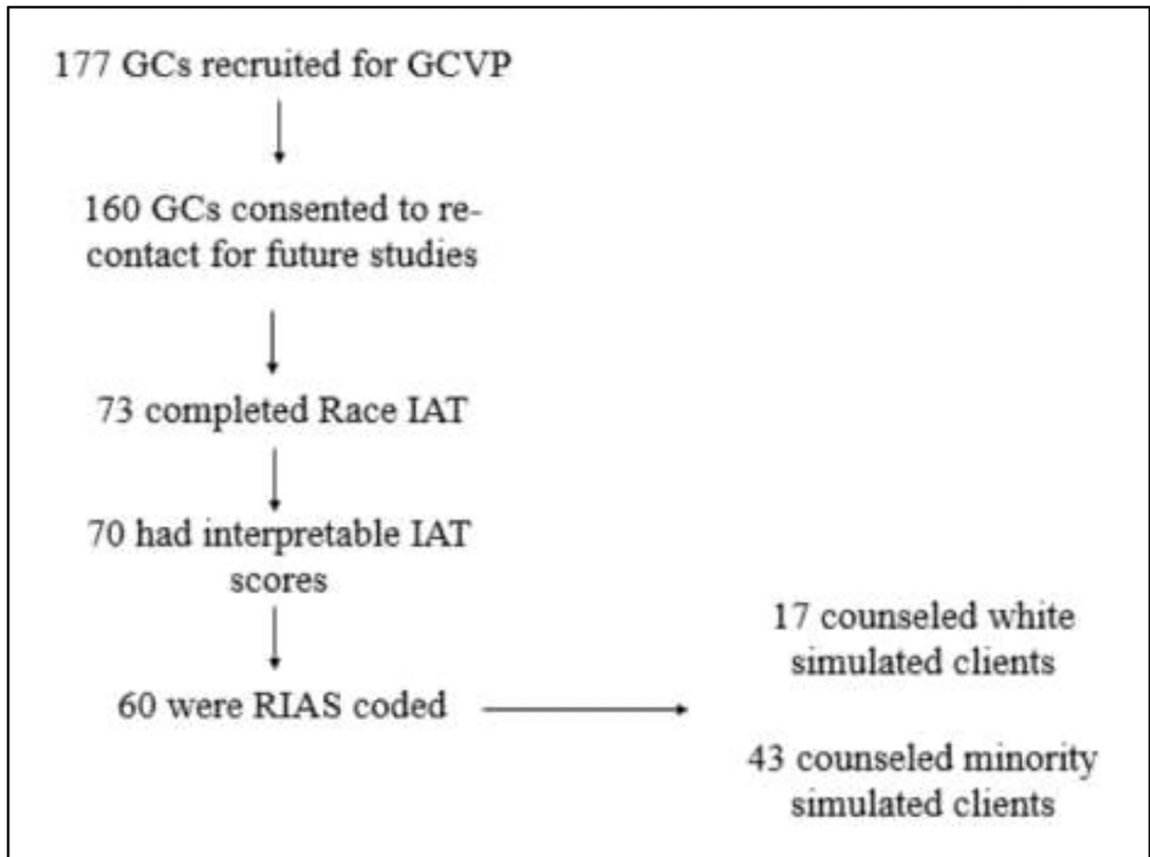 177 GCs recruited for GCVP
160 GCs consented to re-
contact for future studies
73 completed Race IAT
70 had interpretable IAT
scores
60 were RIAS coded
17 counseled white
simulated clients
43 counseled minority
simulated clients